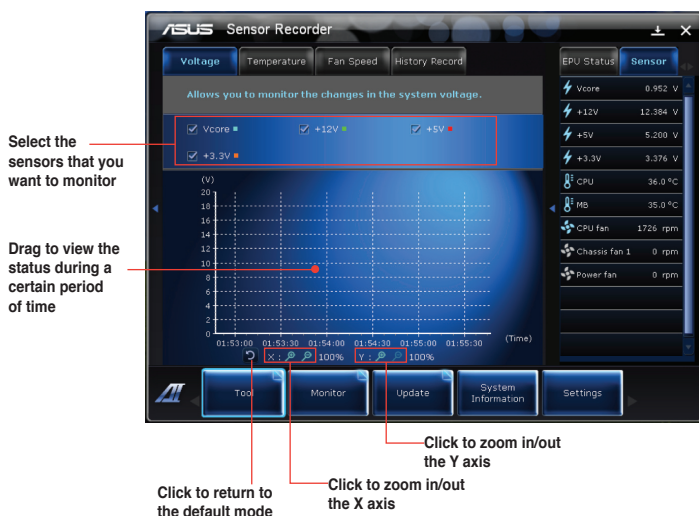 ASUS Sensor Recorder
Voltage
Temperature
Fan Speed
History Record
EPU Status
Sensor
Allows you to monitor the changes in the system voltage.
Vcore
+12V
+5V
+3.3V
Vcore 0.952 V
+12V 12.384 V
+5V 5.200 V
+3.3V 3.376 V
CPU 36.0 °C
MB 35.0 °C
CPU fan 1726 rpm
Chassis fan 1 0 rpm
Power fan 0 rpm
Select the
sensors that you
want to monitor
Drag to view the
status during a
certain period
of time
(V)
20
18
16
14
12
10
8
6
4
2
0
01:53:00 01:53:30 01:54:00 01:54:30 01:55:00 01:55:30
(Time)
X : 100%
Y : 100%
Tool
Monitor
Update
System
Information
Settings
Click to zoom in/out
the Y axis
Click to zoom in/out
the X axis
Click to return to
the default mode